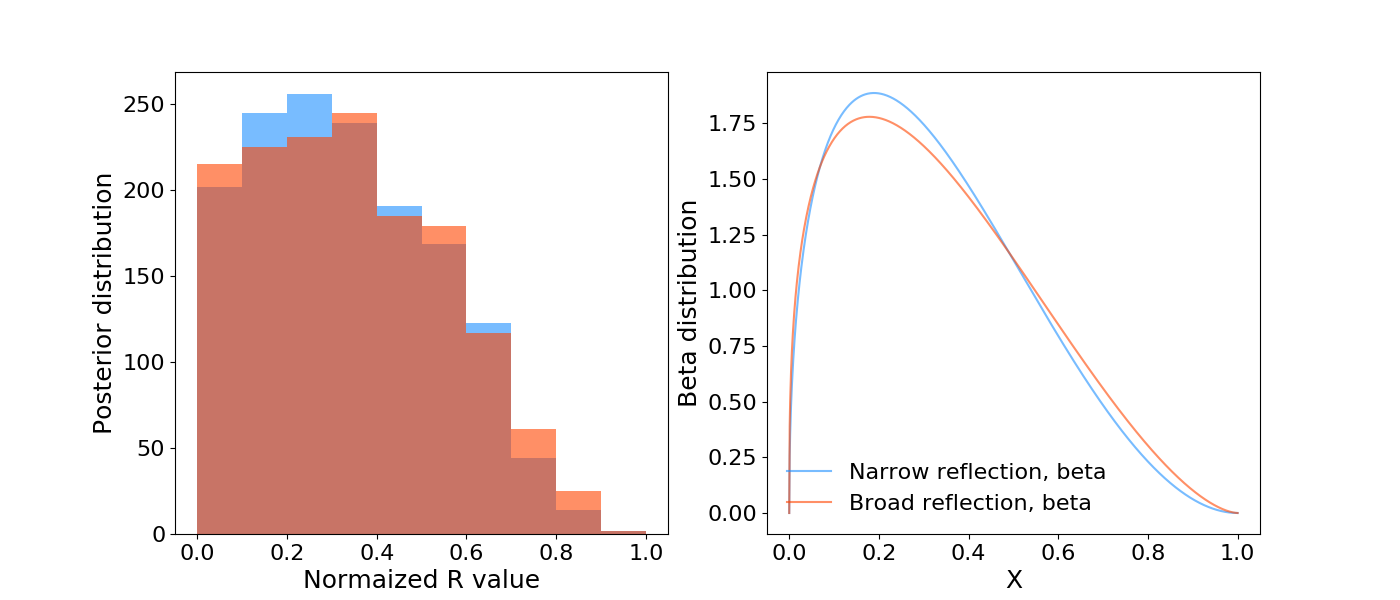 Posterior distribution
250
200
150
100
50
0
0.0 0.2 0.4 0.6 0.8 1.0
Normaized R value
Beta distribution
1.75
1.50
1.25
1.00
0.75
0.50
0.25
0.00
Narrow reflection, beta
Broad reflection, beta
0.0 0.2 0.4 0.6 0.8 1.0
X